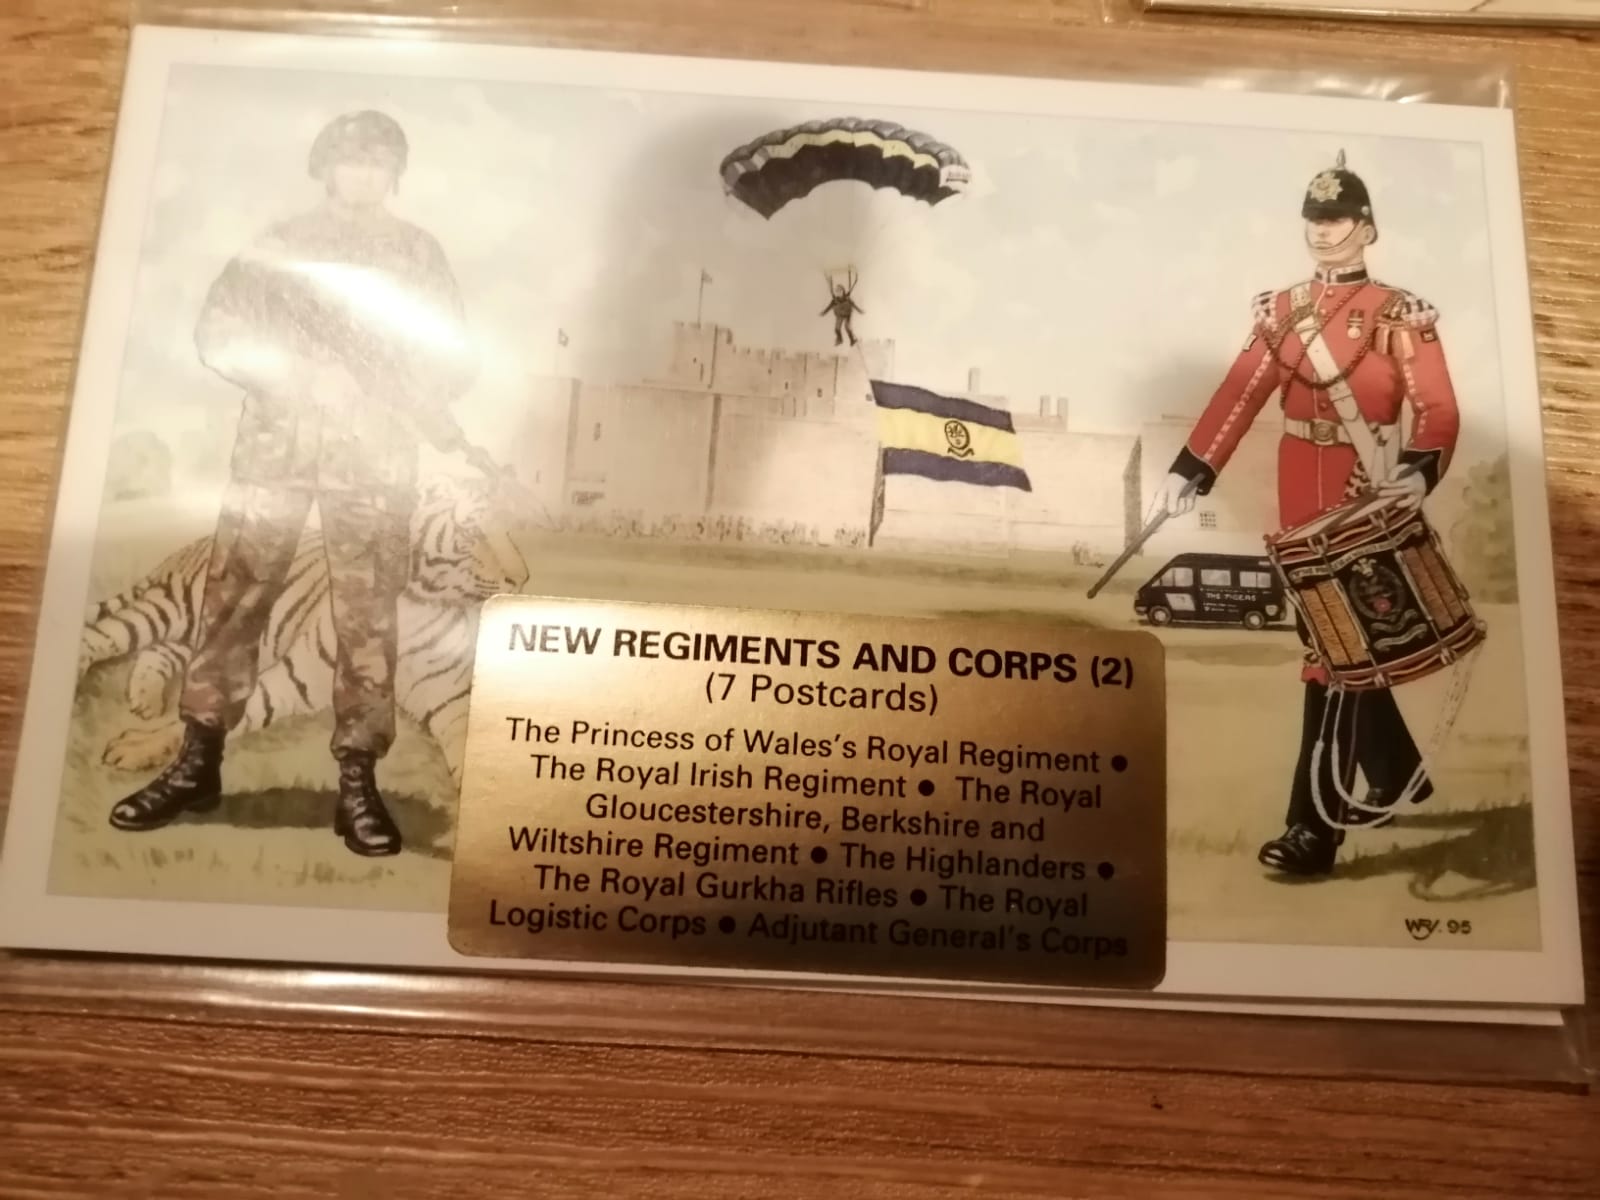 NEW REGIMENTS AND CORPS (2)
(7 Postcards)
The Princess of Wales's Royal Regiment ●
The Royal Irish Regiment ● The Royal
Gloucestershire, Berkshire and
Wiltshire Regiment ● The Highlanders ●
The Royal Gurkha Rifles ● The Royal
Logistic Corps ● Adjutant General's Corps
THE TIGERS
95